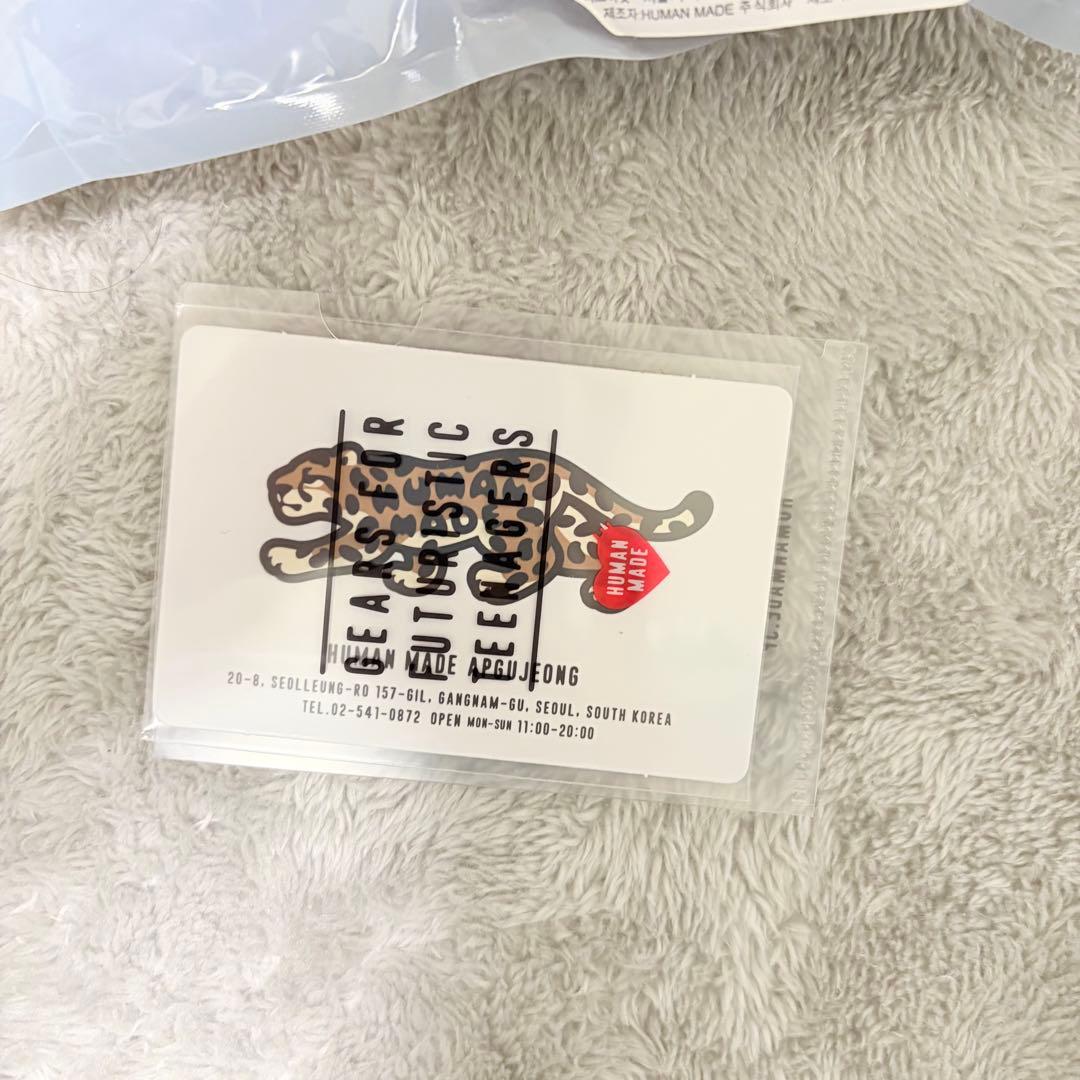 제조자:HUMAN MADE 주식회사
GEARS FOR
FUTURISTIC
TEENAGERS
HUMAN
MADE
HUMAN MADE APGUJEONG
20-8, SEOLLEUNG-RO 157-GIL, GANGNAM-GU, SEOUL, SOUTH KOREA
TEL.02-541-0872 OPEN MON-SUN 11:00-20:00